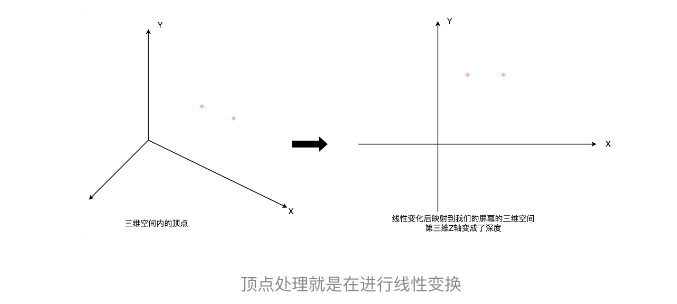 Y
X
三维空间内的顶点
Y
X
线性变化后映射到我们的屏幕的三维空间
第三维Z轴变成了深度
顶点处理就是在进行线性变换